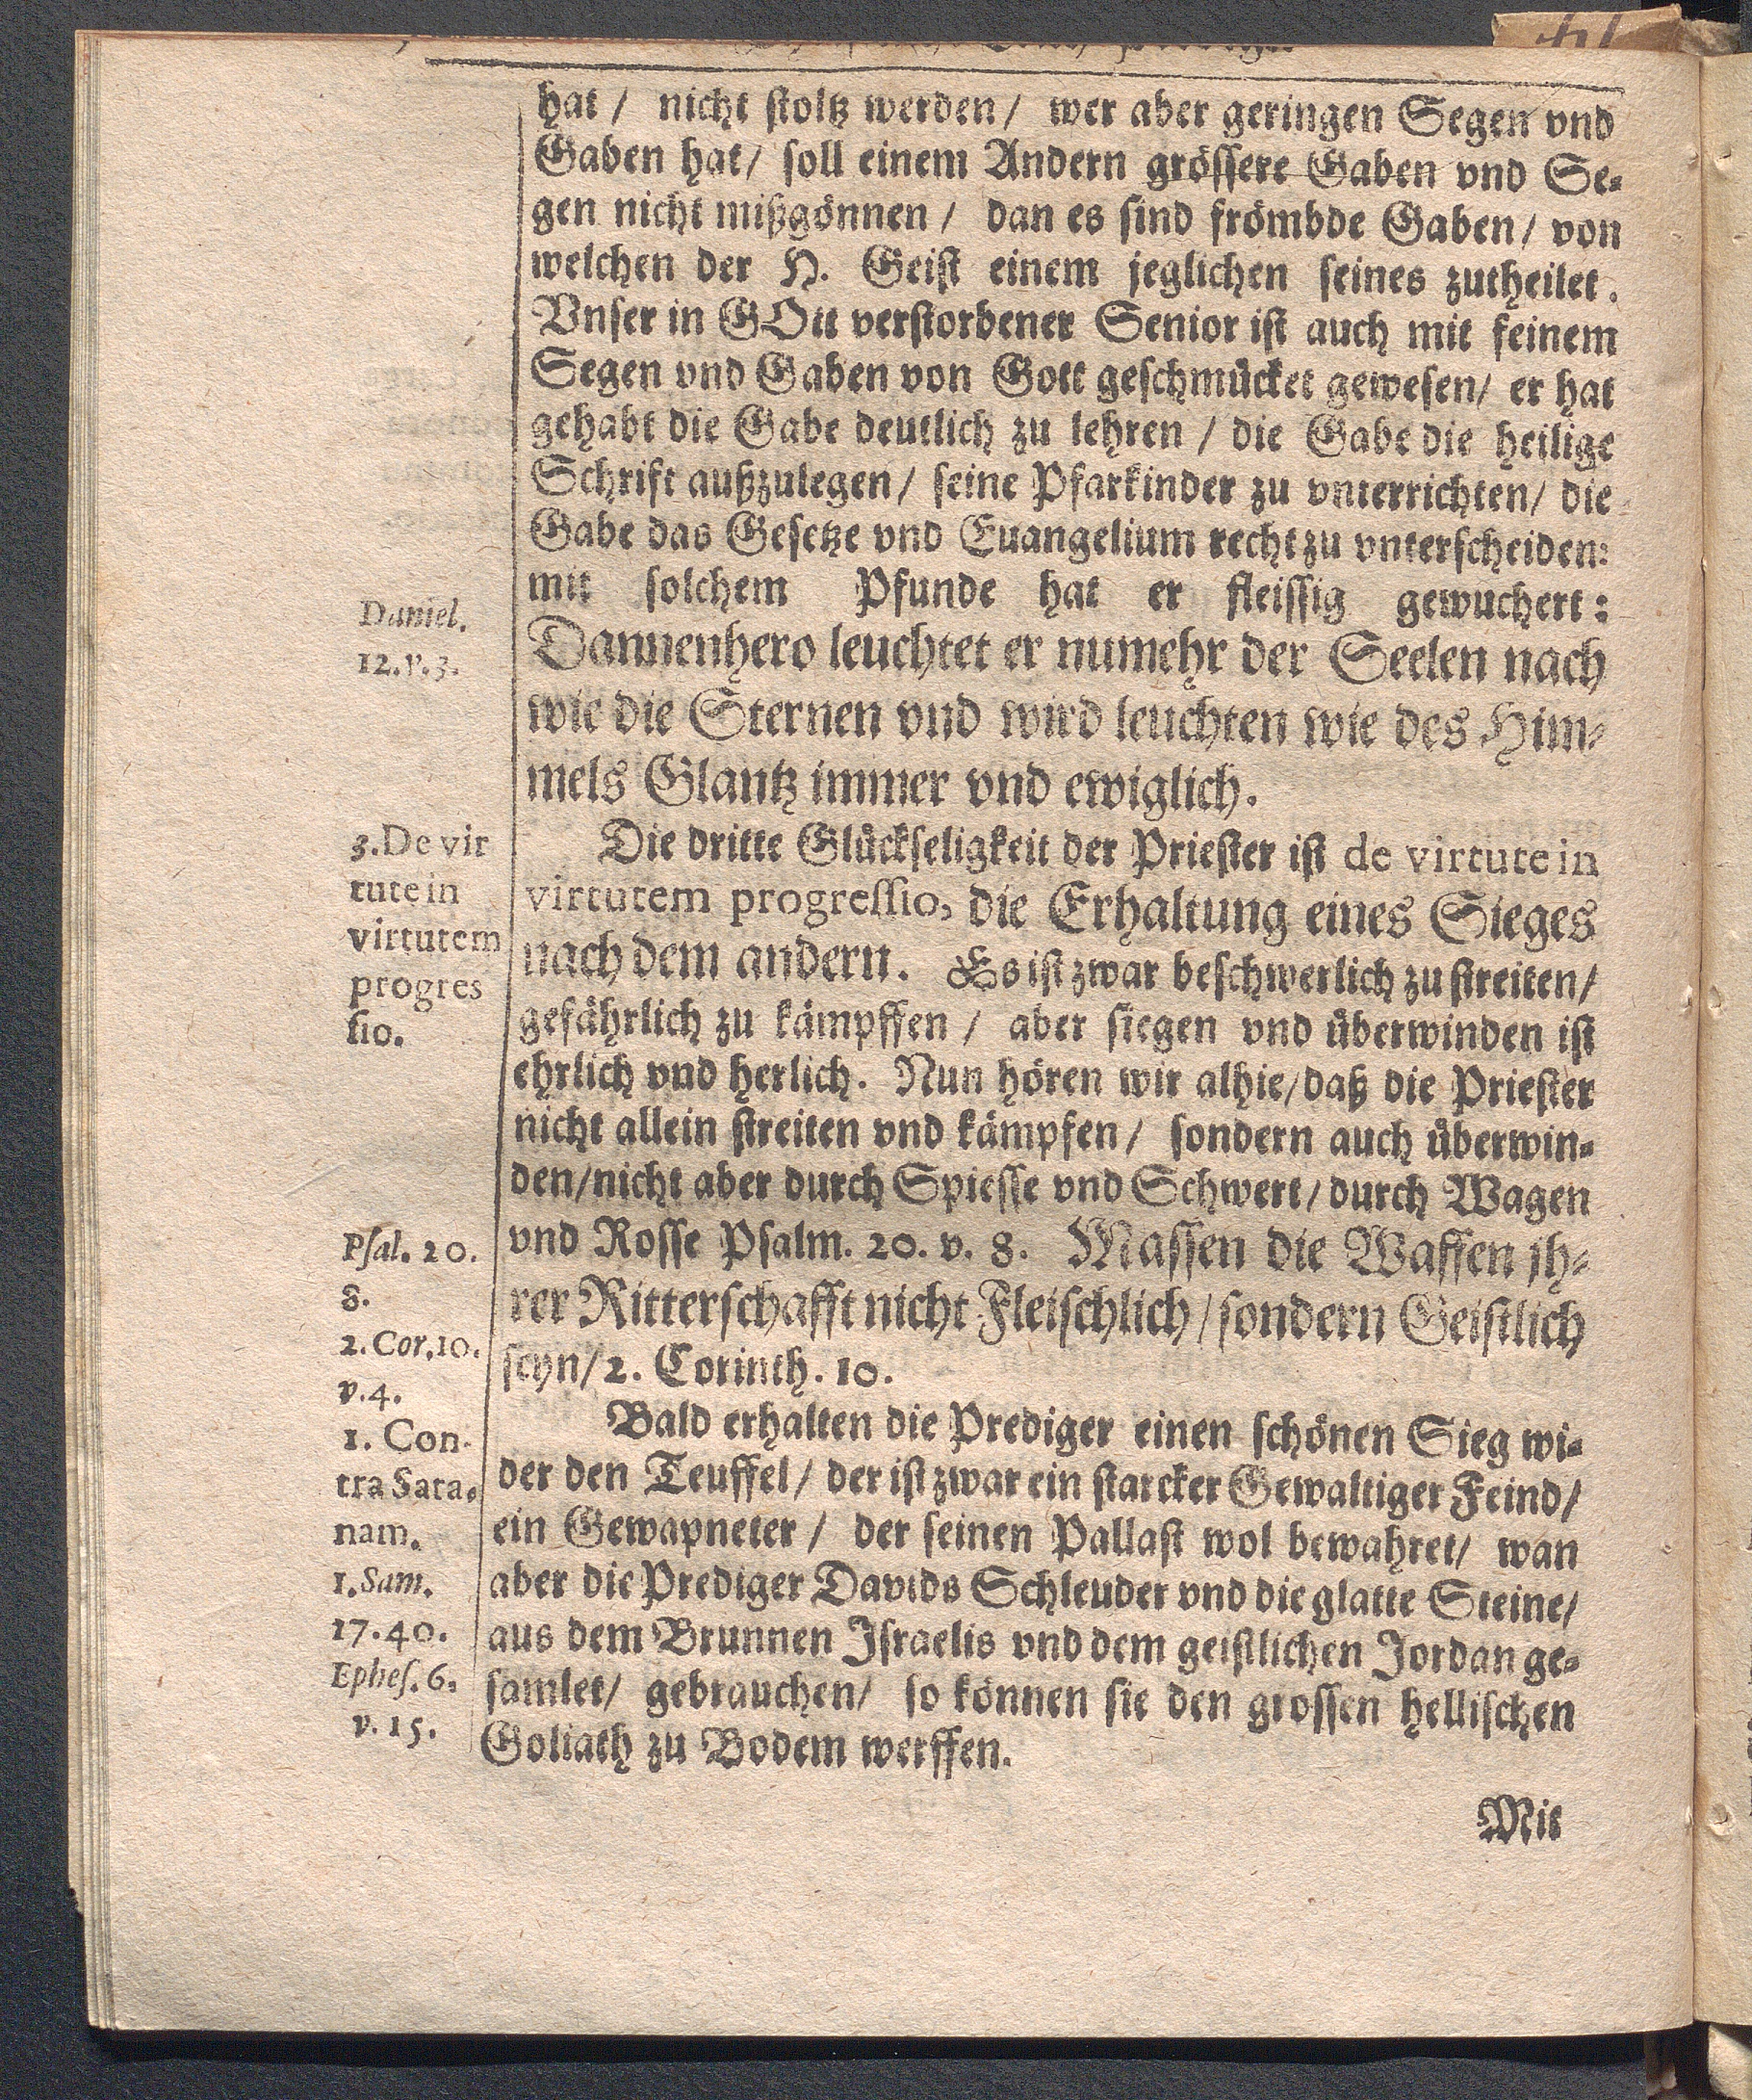 hat / nicht stoltz werden / wer aber geringen Segen vnd
Gaben hat / soll einem Andern grössere Gaben vnd Se-
gen nicht mißgönnen / dan es sind frömbde Gaben / von
welchen der H. Geist einem jeglichen seines zutheilet.
Vnser in GOtt verstorbener Senior ist auch mit feinem
Segen vnd Gaben von Gott geschmücket gewesen / er hat
gehabt die Gabe deutlich zu lehren / die Gabe die heilige
Schrift außzulegen / seine Pfarkinder zu vnterrichten / die
Gabe das Gesetze vnd Euangelium recht zu vnterscheiden:
mit solchem Pfunde hat er fleissig gewuchert:
Daniel.
12. v. 3.
Dannenhero leuchtet er numehr der Seelen nach
wie die Sternen vnd wird leuchten wie des Him-
mels Glantz immer vnd ewiglich.
3. De vir
tute in
virtutem
progres
sio.
Die dritte Glückseligkeit der Priester ist de virtute in
virtutem progressio, die Erhaltung eines Sieges
nach dem andern. Es ist zwar beschwerlich zu streiten /
gefährlich zu kämpffen / aber siegen vnd überwinden ist
ehrlich vnd herlich. Nun hören wir alhie / daß die Priester
nicht allein streiten vnd kämpfen / sondern auch überwin-
den / nicht aber durch Spiesse vnd Schwert / durch Wagen
vnd Rosse Psalm. 20. v. 8. Massen die Waffen jh-
rer Ritterschafft nicht Fleischlich / sondern Geistlich
seyn / 2. Corinth. 10.
Psal. 20.
8.
2. Cor. 10.
v. 4.
1. Con-
tra Sata-
nam.
1. Sam.
17. 40.
Ephes. 6.
v. 15.
Bald erhalten die Prediger einen schönen Sieg wi-
der den Teuffel / der ist zwar ein starcker Gewaltiger Feind /
ein Gewapneter / der seinen Pallast wol bewahret / wan
aber die Prediger Davids Schleuder vnd die glatte Steine /
aus dem Brunnen Israelis vnd dem geistlichen Jordan ge-
samlet / gebrauchen / so können sie den grossen hellischen
Goliath zu Bodem werffen.
Mit